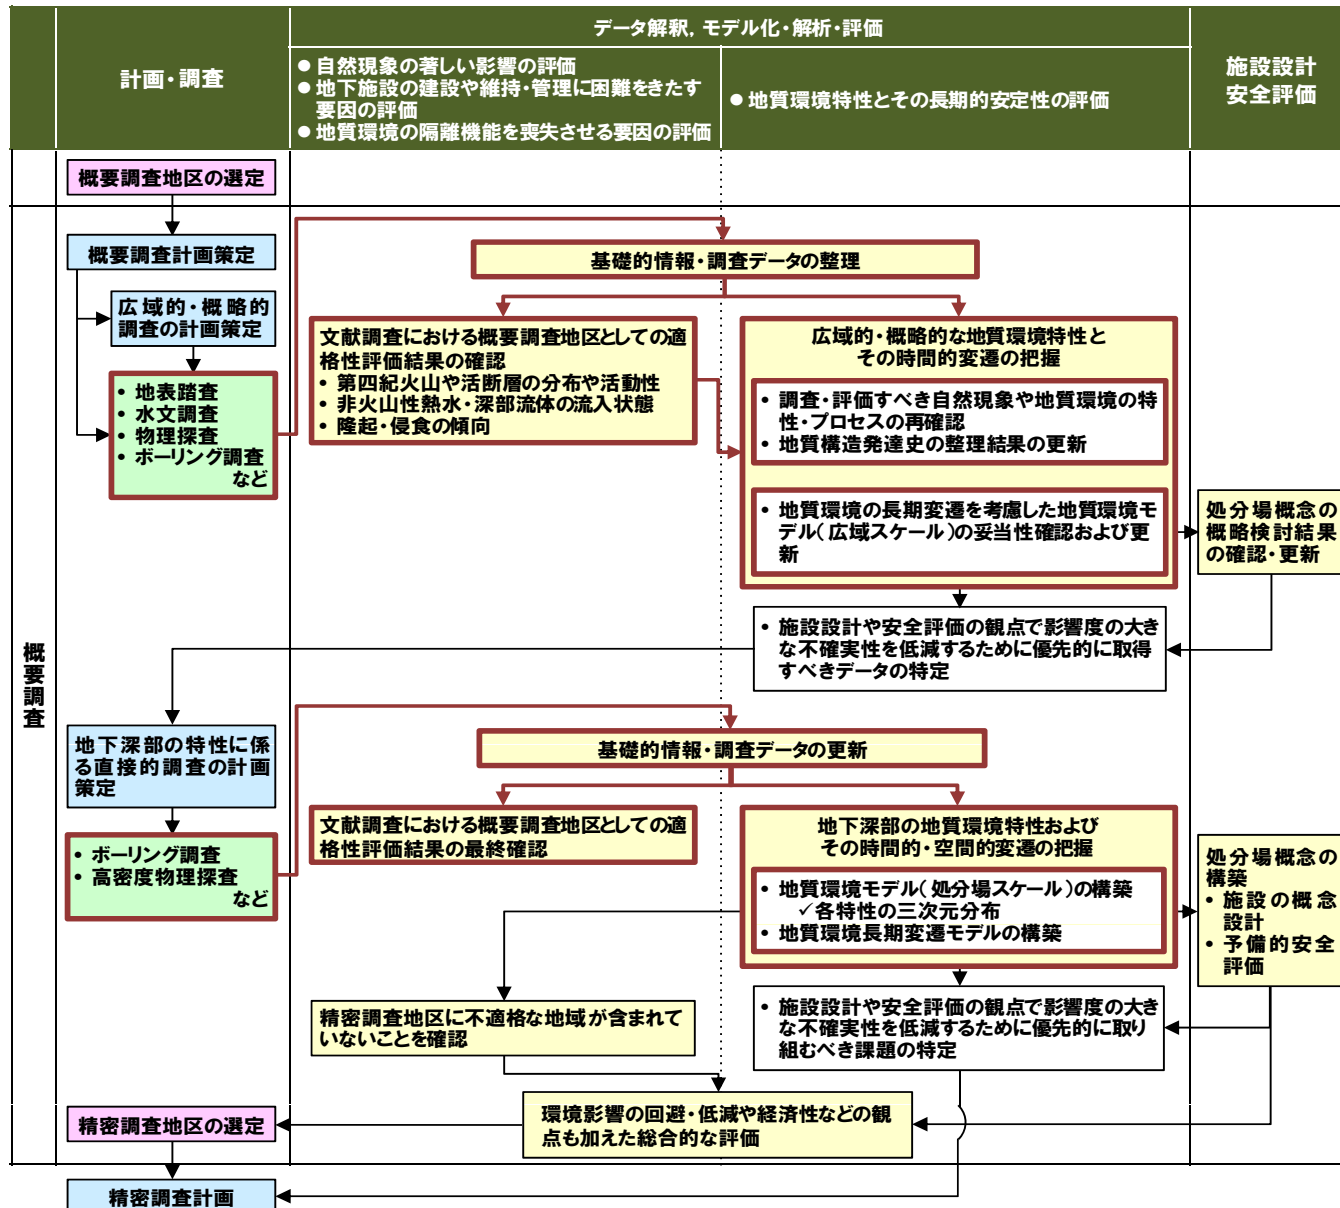 計画・調査
データ解釈，モデル化・解析・評価
● 自然現象の著しい影響の評価
● 地下施設の建設や維持・管理に困難をきたす
要因の評価
● 地質環境の隔離機能を喪失させる要因の評価
● 地質環境特性とその長期的安定性の評価
施設設計
安全評価
概要調査
概要調査地区の選定
概要調査計画策定
広域的・概略的
調査の計画策定
• 地表踏査
• 水文調査
• 物理探査
• ボーリング調査
など
基礎的情報・調査データの整理
文献調査における概要調査地区としての適
格性評価結果の確認
• 第四紀火山や活断層の分布や活動性
• 非火山性熱水・深部流体の流入状態
• 隆起・侵食の傾向
広域的・概略的な地質環境特性と
その時間的変遷の把握
• 調査・評価すべき自然現象や地質環境の特
性・プロセスの再確認
• 地質構造発達史の整理結果の更新
• 地質環境の長期変遷を考慮した地質環境モ
デル（広域スケール）の妥当性確認および更
新
処分場概念の
概略検討結果
の確認・更新
• 施設設計や安全評価の観点で影響度の大き
な不確実性を低減するために優先的に取得
すべきデータの特定
地下深部の特性に係
る直接的調査の計画
策定
• ボーリング調査
• 高密度物理探査
など
基礎的情報・調査データの更新
文献調査における概要調査地区としての適
格性評価結果の最終確認
地下深部の地質環境特性および
その時間的・空間的変遷の把握
• 地質環境モデル（処分場スケール）の構築
✓各特性の三次元分布
• 地質環境長期変遷モデルの構築
処分場概念の
構築
• 施設の概念
設計
• 予備的安全
評価
精密調査地区に不適格な地域が含まれて
いないことを確認
• 施設設計や安全評価の観点で影響度の大き
な不確実性を低減するために優先的に取り
組むべき課題の特定
環境影響の回避・低減や経済性などの観
点も加えた総合的な評価
精密調査地区の選定
精密調査計画